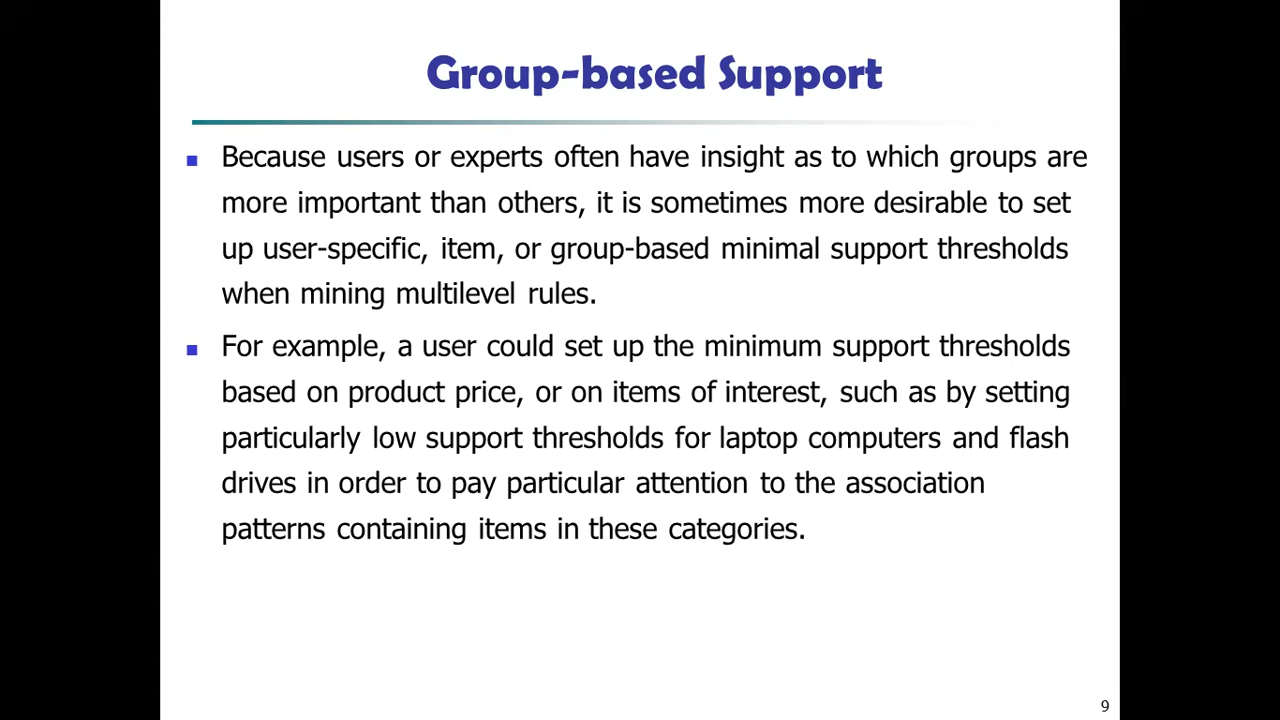 Group-based Support
Because users or experts often have insight as to which groups are
more important than others, it is sometimes more desirable to set
up user-specific, item, or group-based minimal support thresholds
when mining multilevel rules.
For example, a user could set up the minimum support thresholds
based on product price, or on items of interest, such as by setting
particularly low support thresholds for laptop computers and flash
drives in order to pay particular attention to the association
patterns containing items in these categories.
9